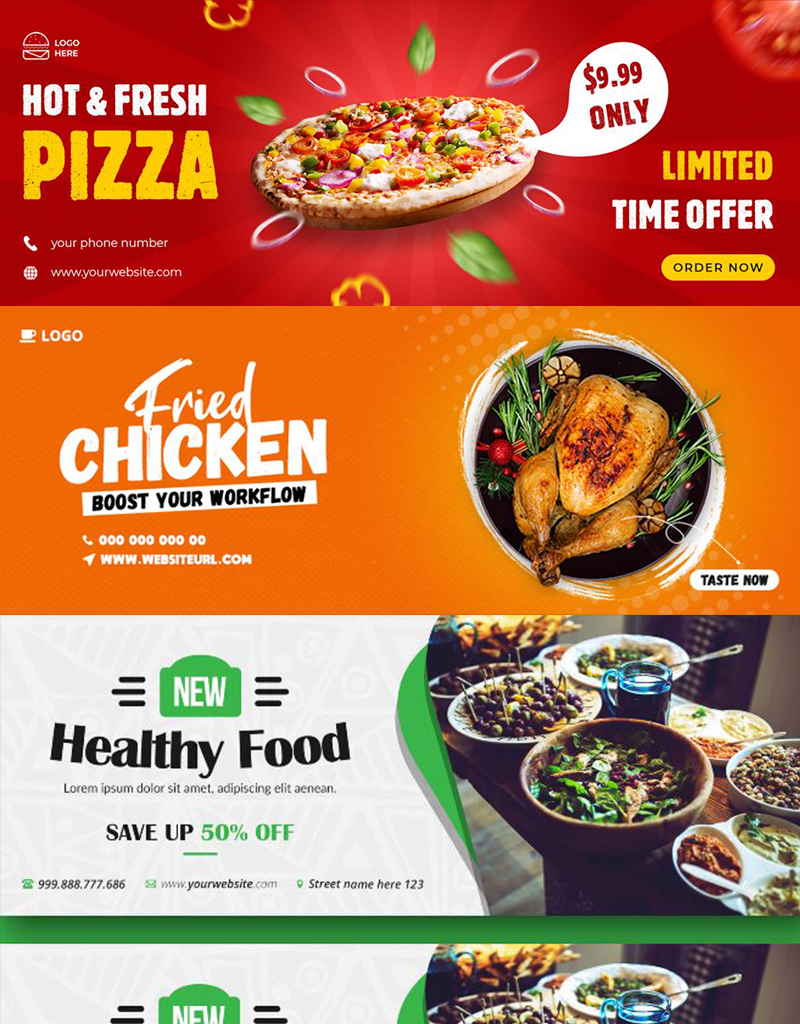 LOGO
HERE
HOT & FRESH
PIZZA
your phone number
www.yourwebsite.com
$9.99
ONLY
LIMITED
TIME OFFER
ORDER NOW
LOGO
Fried
CHICKEN
BOOST YOUR WORKFLOW
000 000 000 00
WWW.WEBSITEURL.COM
TASTE NOW
NEW
Healthy Food
Lorem ipsum dolor sit amet, adipiscing elit aenean.
SAVE UP 50% OFF
999.888.777.686 www.yourwebsite.com Street name here 123
NEW